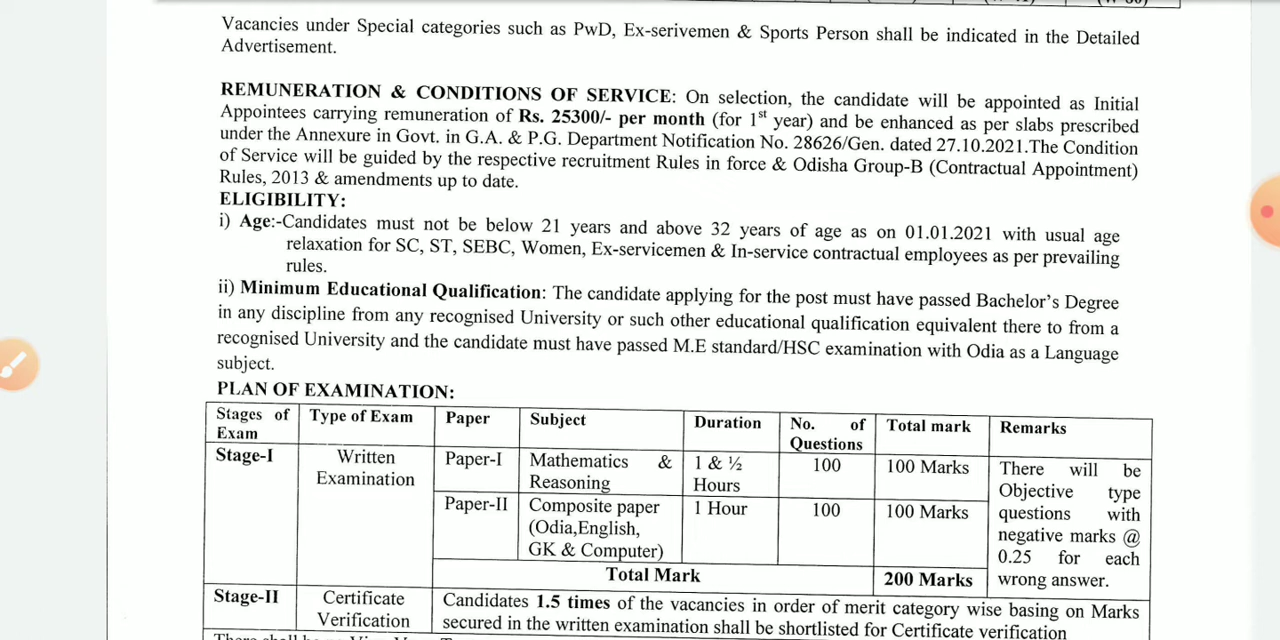 Vacancies under Special categories such as PwD, Ex-serivemen & Sports Person shall be indicated in the Detailed
Advertisement.
REMUNERATION & CONDITIONS OF SERVICE: On selection, the candidate will be appointed as Initial
Appointees carrying remuneration of Rs. 25300/- per month (for 1st year) and be enhanced as per slabs prescribed
under the Annexure in Govt. in G.A. & P.G. Department Notification No. 28626/Gen. dated 27.10.2021.The Condition
of Service will be guided by the respective recruitment Rules in force & Odisha Group-B (Contractual Appointment)
Rules, 2013 & amendments up to date.
ELIGIBILITY:
i) Age:-Candidates must not be below 21 years and above 32 years of age as on 01.01.2021 with usual age
relaxation for SC, ST, SEBC, Women, Ex-servicemen & In-service contractual employees as per prevailing
rules.
ii) Minimum Educational Qualification: The candidate applying for the post must have passed Bachelor's Degree
in any discipline from any recognised University or such other educational qualification equivalent there to from a
recognised University and the candidate must have passed M.E standard/HSC examination with Odia as a Language
subject.
PLAN OF EXAMINATION:
Stages of Exam Type of Exam Paper Subject Duration No. of Questions Total mark Remarks
Stage-I Written Examination Paper-I Mathematics & Reasoning 1 & ½ Hours 100 100 Marks There will be
Objective type
questions with
negative marks @
0.25 for each
wrong answer.
Paper-II Composite paper 1 Hour 100 100 Marks
(Odia,English,
GK & Computer)
Total Mark 200 Marks
Stage-II Certificate Verification Candidates 1.5 times of the vacancies in order of merit category wise basing on Marks
secured in the written examination shall be shortlisted for Certificate verification